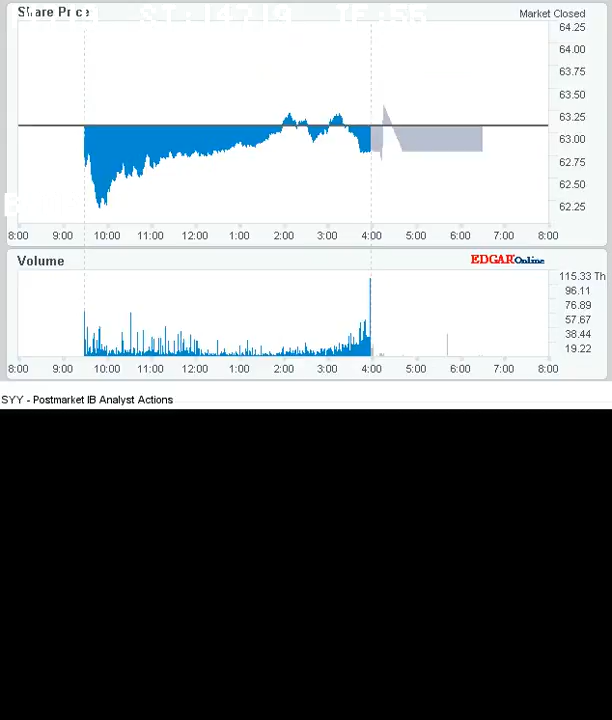 Share Price
Market Closed
64.25
64.00
63.75
63.50
63.25
63.00
62.75
62.50
62.25
8:00 9:00 10:00 11:00 12:00 1:00 2:00 3:00 4:00 5:00 6:00 7:00 8:00
Volume
EDGAR Online
115.33 Th
96.11
76.89
57.67
38.44
19.22
8:00 9:00 10:00 11:00 12:00 1:00 2:00 3:00 4:00 5:00 6:00 7:00 8:00
SYY - Postmarket IB Analyst Actions